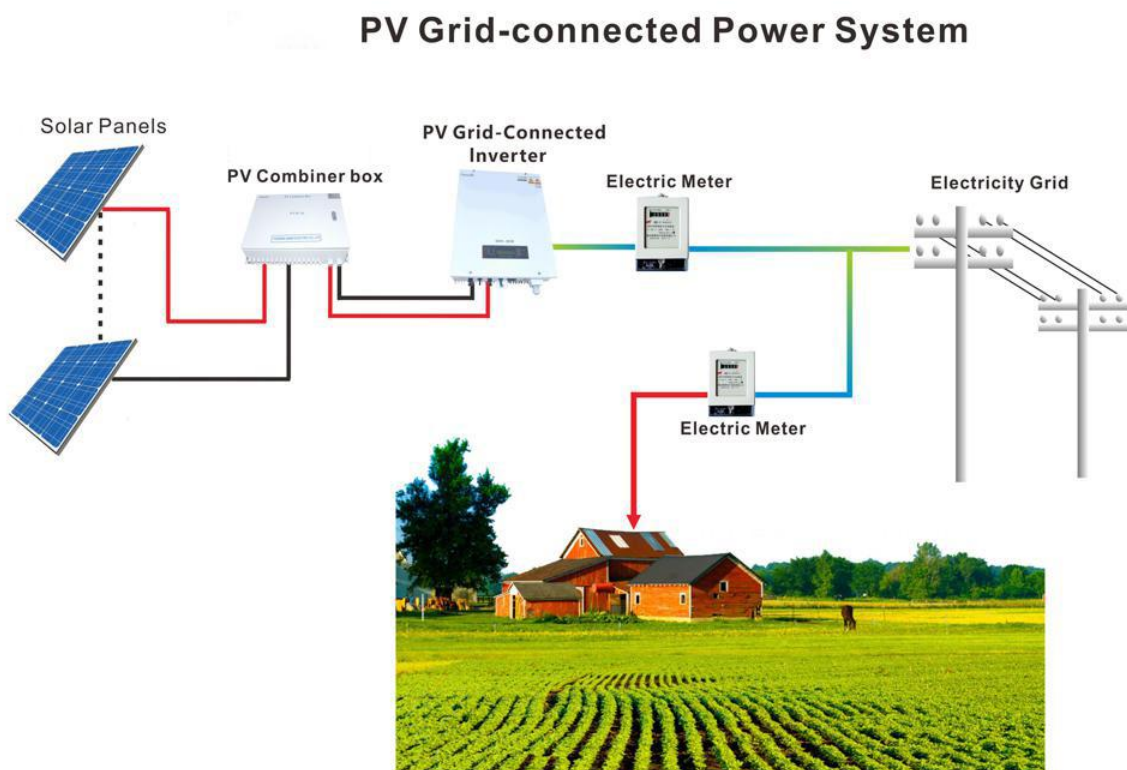 PV Grid-connected Power System
Solar Panels
PV Combiner box
PV Grid-Connected
Inverter
Electric Meter
Electricity Grid
Electric Meter